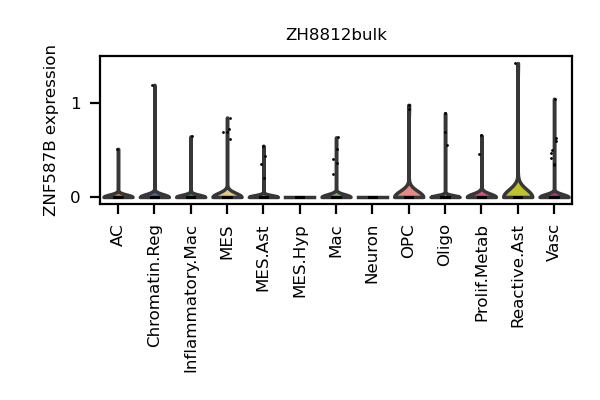 ZH8812bulk
ZNF587B expression
1
0
AC
Chromatin.Reg
Inflammatory.Mac
MES
MES.Ast
MES.Hyp
Mac
Neuron
OPC
Oligo
Prolif.Metab
Reactive.Ast
Vasc